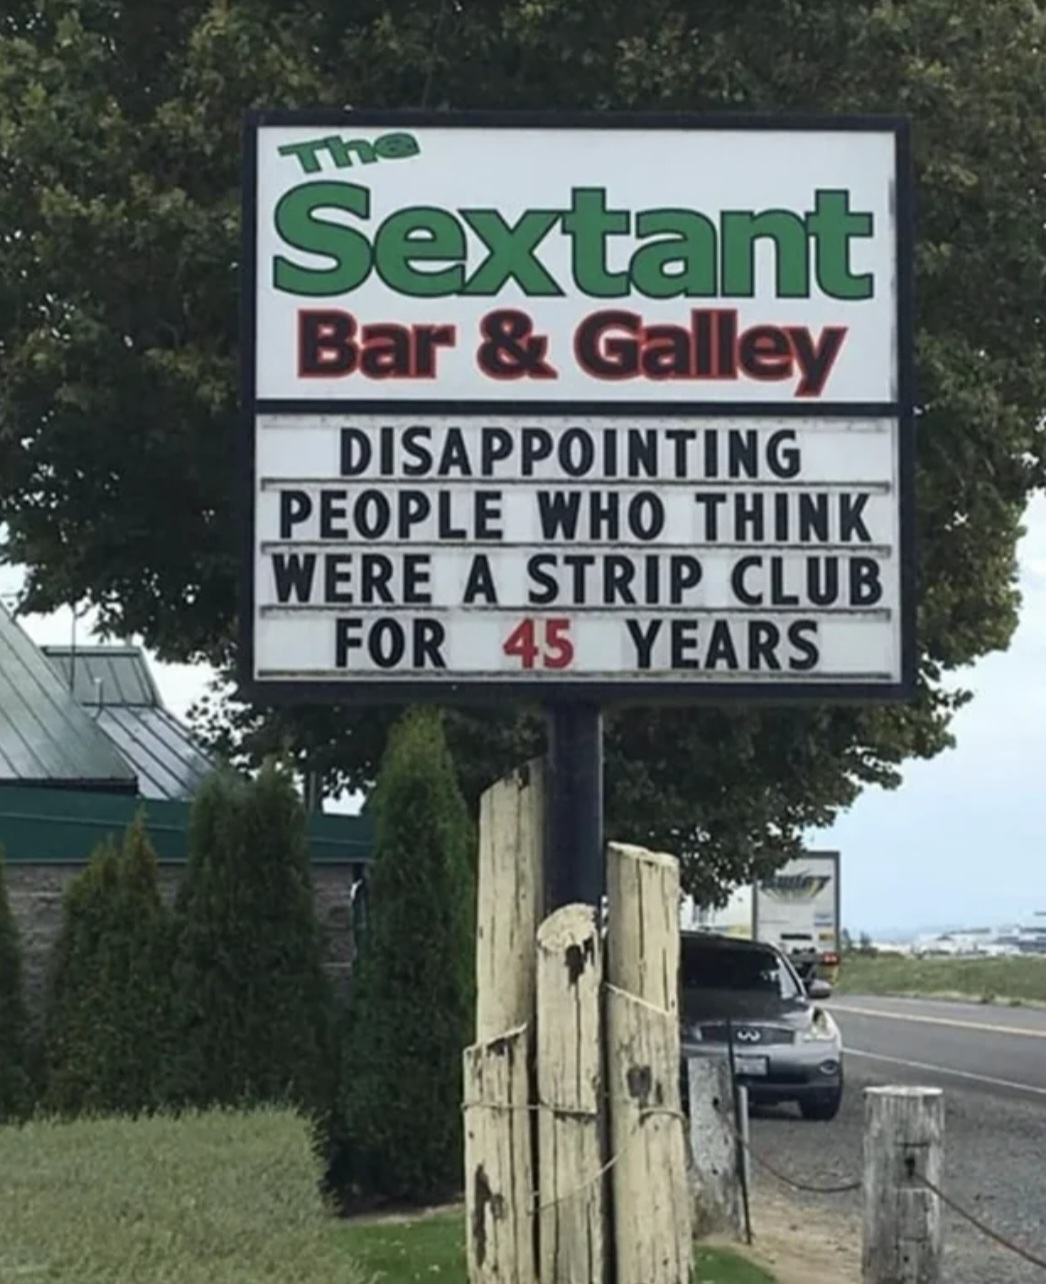 The
Sextant
Bar & Galley
DISAPPOINTING
PEOPLE WHO THINK
WERE A STRIP CLUB
FOR 45 YEARS